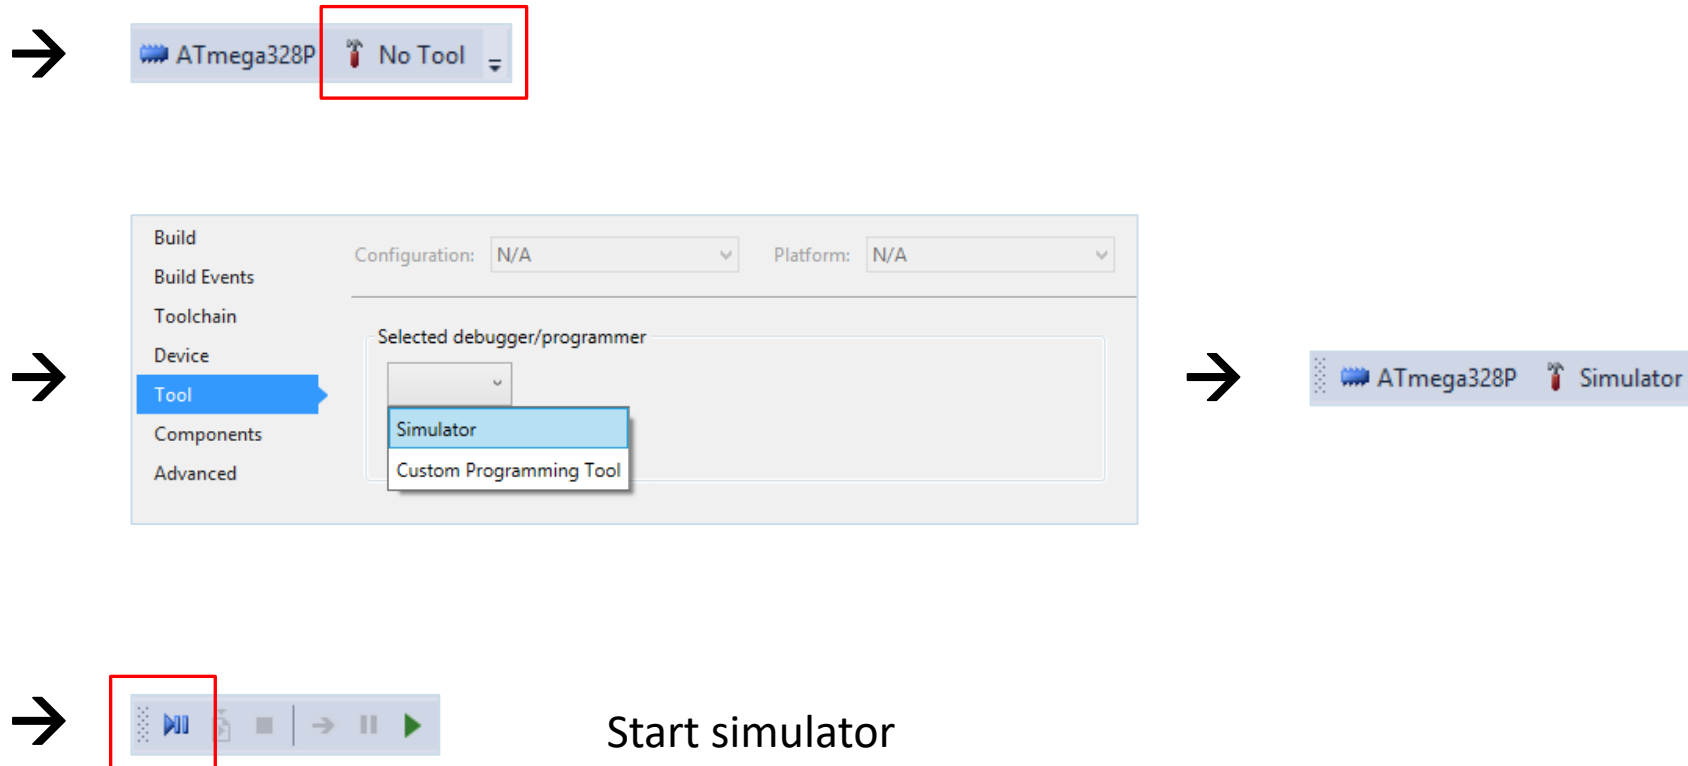 ATmega328P No Tool
Build
Configuration: N/A Platform: N/A
Build Events
Toolchain
Selected debugger/programmer
Device
Tool
ATmega328P Simulator
Simulator
Components
Custom Programming Tool
Advanced
Start simulator